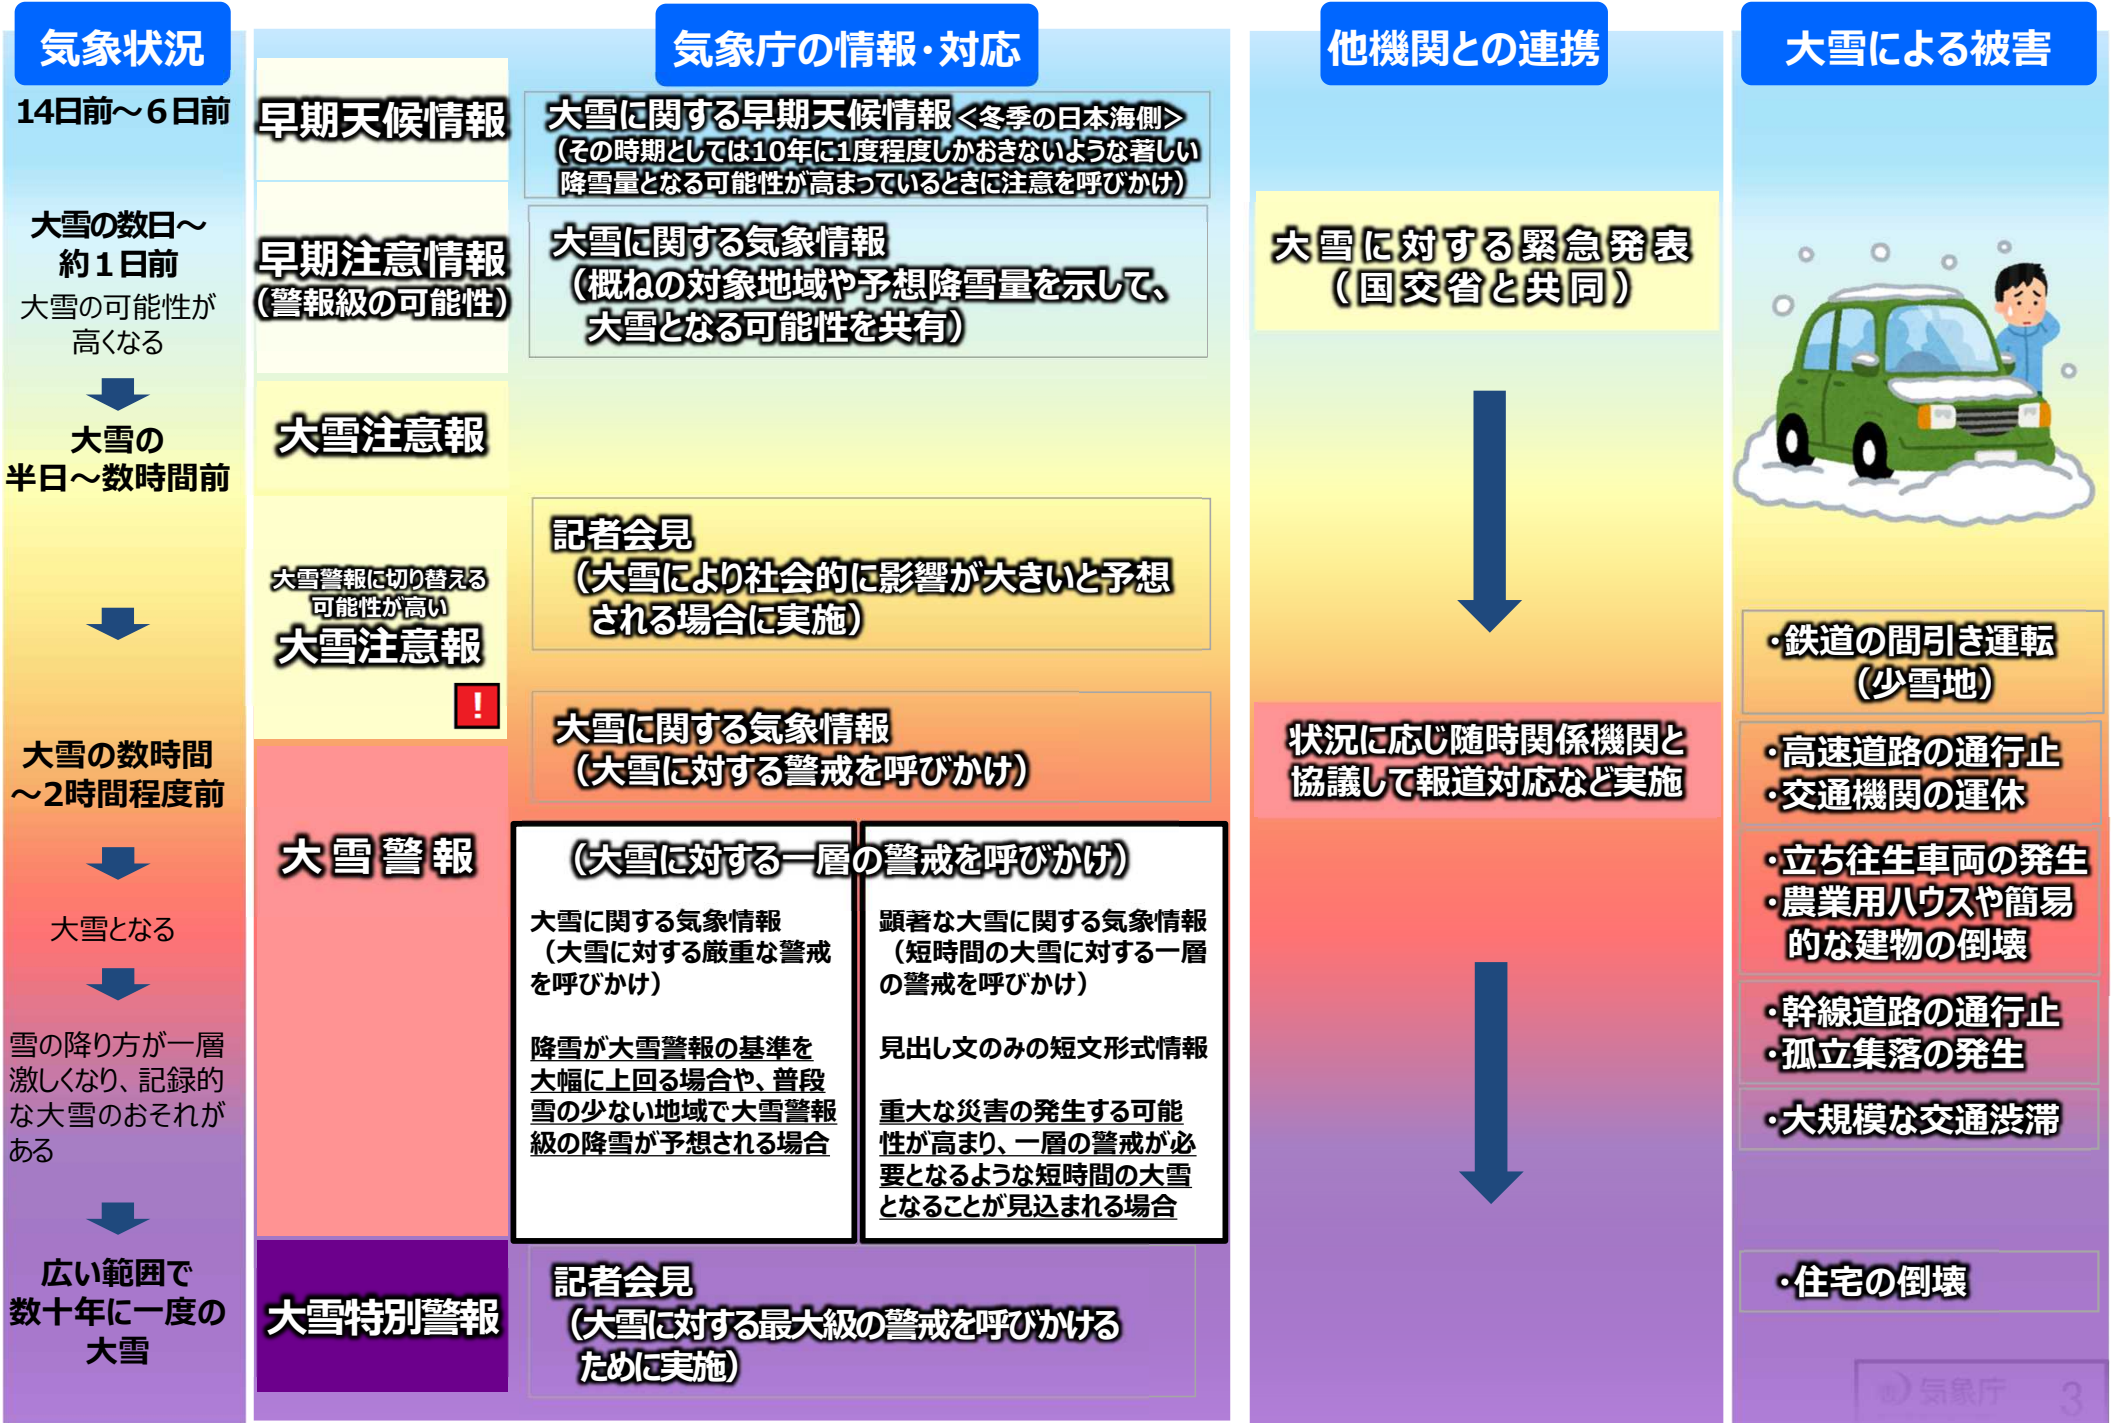 気象状況
14日前～6日前
大雪の数日～
約1日前
大雪の可能性が
高くなる
大雪の
半日～数時間前
大雪の数時間
～2時間程度前
大雪となる
雪の降り方が一層
激しくなり、記録的
な大雪のおそれが
ある
広い範囲で
数十年に一度の
大雪
気象庁の情報・対応
早期天候情報
大雪に関する早期天候情報<冬季の日本海側>
（その時期としては10年に1度程度しかおきないような著しい
降雪量となる可能性が高まっているときに注意を呼びかけ）
早期注意情報
（警報級の可能性）
大雪に関する気象情報
（概ねの対象地域や予想降雪量を示して、
大雪となる可能性を共有）
大雪注意報
大雪警報に切り替える
可能性が高い
大雪注意報
!
記者会見
（大雪により社会的に影響が大きいと予想
される場合に実施）
大雪に関する気象情報
（大雪に対する警戒を呼びかけ）
大雪警報
（大雪に対する一層の警戒を呼びかけ）
大雪に関する気象情報
（大雪に対する厳重な警戒
を呼びかけ）
降雪が大雪警報の基準を
大幅に上回る場合や、普段
雪の少ない地域で大雪警報
級の降雪が予想される場合
顕著な大雪に関する気象情報
（短時間の大雪に対する一層
の警戒を呼びかけ）
見出し文のみの短文形式情報
重大な災害の発生する可能
性が高まり、一層の警戒が必
要となるような短時間の大雪
となることが見込まれる場合
大雪特別警報
記者会見
（大雪に対する最大級の警戒を呼びかける
ために実施）
他機関との連携
大雪に対する緊急発表
（国交省と共同）
状況に応じ随時関係機関と
協議して報道対応など実施
大雪による被害
・鉄道の間引き運転
（少雪地）
・高速道路の通行止
・交通機関の運休
・立ち往生車両の発生
・農業用ハウスや簡易
的な建物の倒壊
・幹線道路の通行止
・孤立集落の発生
・大規模な交通渋滞
・住宅の倒壊
気象庁
3